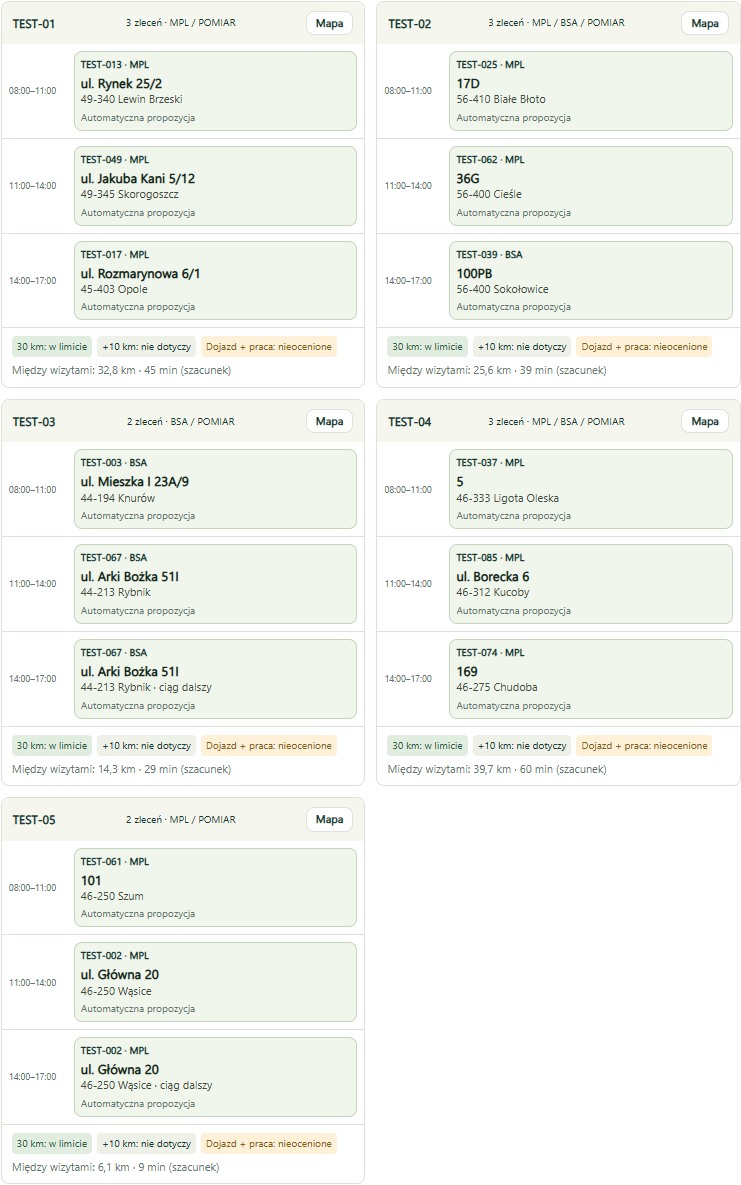 TEST-01 3 zleceń · MPL / POMIAR Mapa
08:00–11:00
TEST-013 · MPL
ul. Rynek 25/2
49-340 Lewin Brzeski
Automatyczna propozycja
11:00–14:00
TEST-049 · MPL
ul. Jakuba Kani 5/12
49-345 Skorogoszcz
Automatyczna propozycja
14:00–17:00
TEST-017 · MPL
ul. Rozmarynowa 6/1
45-403 Opole
Automatyczna propozycja
30 km: w limicie +10 km: nie dotyczy Dojazd + praca: nieocenione
Między wizytami: 32,8 km · 45 min (szacunek)
TEST-02 3 zleceń · MPL / BSA / POMIAR Mapa
08:00–11:00
TEST-025 · MPL
17D
56-410 Białe Błoto
Automatyczna propozycja
11:00–14:00
TEST-062 · MPL
36G
56-400 Cieśle
Automatyczna propozycja
14:00–17:00
TEST-039 · BSA
100PB
56-400 Sokołowice
Automatyczna propozycja
30 km: w limicie +10 km: nie dotyczy Dojazd + praca: nieocenione
Między wizytami: 25,6 km · 39 min (szacunek)
TEST-03 2 zleceń · BSA / POMIAR Mapa
08:00–11:00
TEST-003 · BSA
ul. Mieszka I 23A/9
44-194 Knurów
Automatyczna propozycja
11:00–14:00
TEST-067 · BSA
ul. Arki Bożka 51I
44-213 Rybnik
Automatyczna propozycja
14:00–17:00
TEST-067 · BSA
ul. Arki Bożka 51I
44-213 Rybnik · ciąg dalszy
Automatyczna propozycja
30 km: w limicie +10 km: nie dotyczy Dojazd + praca: nieocenione
Między wizytami: 14,3 km · 29 min (szacunek)
TEST-04 3 zleceń · MPL / BSA / POMIAR Mapa
08:00–11:00
TEST-037 · MPL
5
46-333 Ligota Oleska
Automatyczna propozycja
11:00–14:00
TEST-085 · MPL
ul. Borecka 6
46-312 Kucoby
Automatyczna propozycja
14:00–17:00
TEST-074 · MPL
169
46-275 Chudoba
Automatyczna propozycja
30 km: w limicie +10 km: nie dotyczy Dojazd + praca: nieocenione
Między wizytami: 39,7 km · 60 min (szacunek)
TEST-05 2 zleceń · MPL / POMIAR Mapa
08:00–11:00
TEST-061 · MPL
101
46-250 Szum
Automatyczna propozycja
11:00–14:00
TEST-002 · MPL
ul. Główna 20
46-250 Wąsice
Automatyczna propozycja
14:00–17:00
TEST-002 · MPL
ul. Główna 20
46-250 Wąsice · ciąg dalszy
Automatyczna propozycja
30 km: w limicie +10 km: nie dotyczy Dojazd + praca: nieocenione
Między wizytami: 6,1 km · 9 min (szacunek)